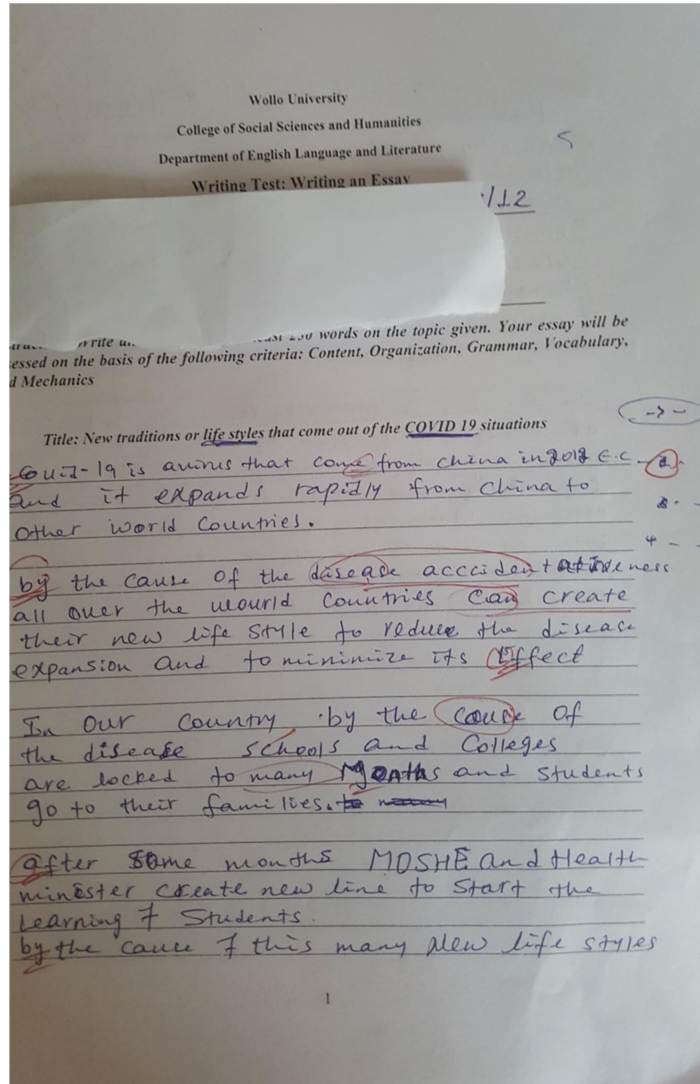 Wollo University
College of Social Sciences and Humanities
Department of English Language and Literature
Writing Test: Writing an Essay
/12
words on the topic given. Your essay will be
essed on the basis of the following criteria: Content, Organization, Grammar, Vocabulary,
d Mechanics
Title: New traditions or life styles that come out of the COVID 19 situations
Covid-19 is a virus that come from china in 2012 E.C
and it expands rapidly from China to
other world Countries.
by the cause of the disease acccident
all over the wourld countries can create
their new life style to reduce the disease
expansion and to minimize its effect
In our country by the cause of
the disease schools and Colleges
are locked to many Months and students
go to their families.
after some months MOSHE and Health
minester create new line to start the
Learning of Students.
by the cause of this many New life styles
1